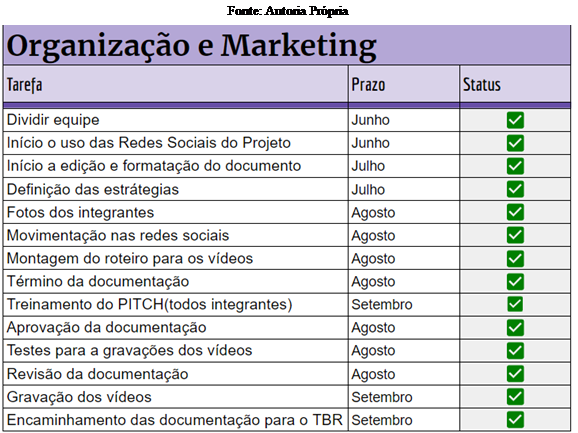 Fonte: Autoria Própria
Organização e Marketing
Tarefa Prazo Status
Dividir equipe Junho
Início o uso das Redes Sociais do Projeto Junho
Início a edição e formatação do documento Julho
Definição das estrátegias Julho
Fotos dos integrantes Agosto
Movimentação nas redes sociais Agosto
Montagem do roteiro para os vídeos Agosto
Término da documentação Agosto
Treinamento do PITCH(todos integrantes) Setembro
Aprovação da documentação Agosto
Testes para a gravações dos vídeos Agosto
Revisão da documentação Agosto
Gravação dos vídeos Setembro
Encaminhamento das documentação para o TBR Setembro